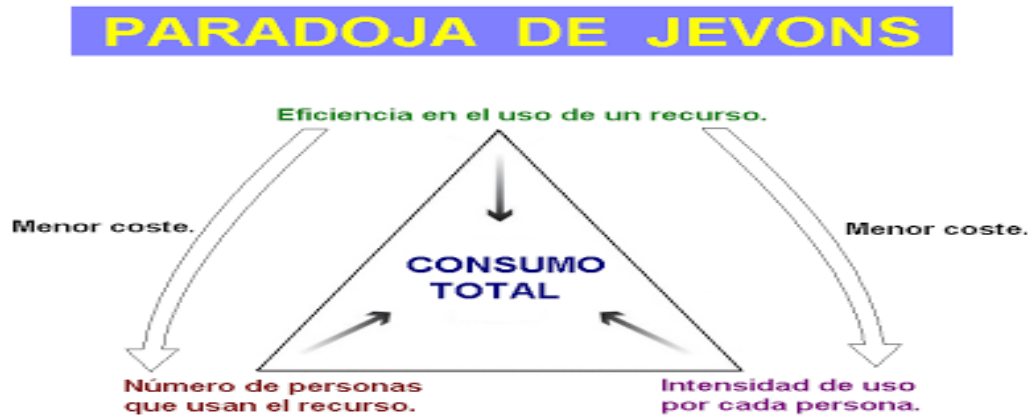 PARADOJA DE JEVONS
Eficiencia en el uso de un recurso.
Menor coste.
Menor coste.
CONSUMO
TOTAL
Número de personas
que usan el recurso.
Intensidad de uso
por cada persona.